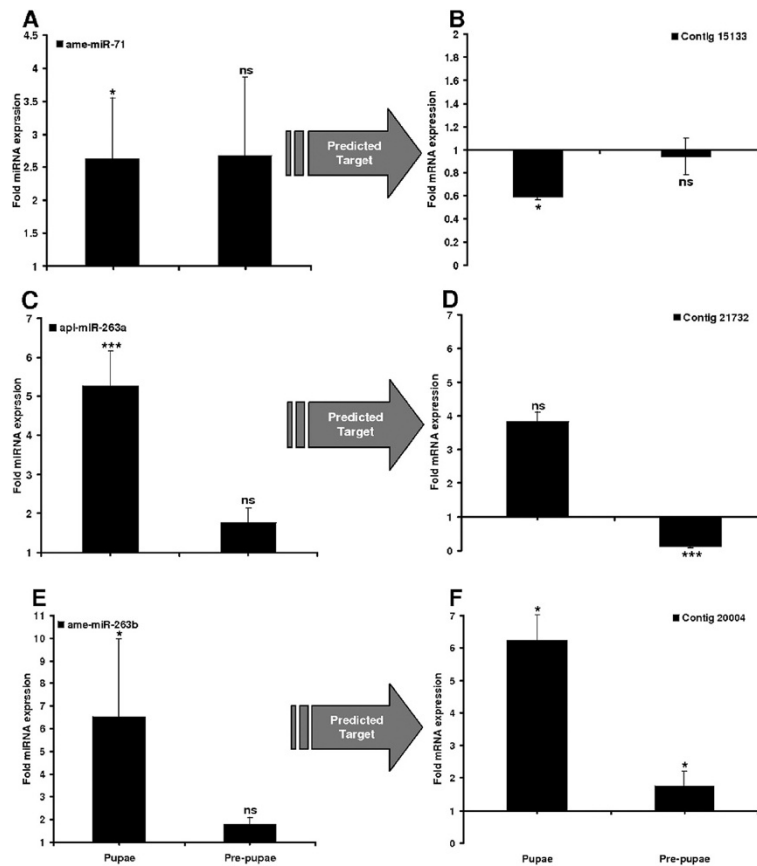 A
ame-miR-71
Fold miRNA exprssion
4.5
4
3.5
3
2.5
2
1.5
1
*
ns
Predicted
Target
B
Contig 15133
Fold mRNA expression
2
1.8
1.6
1.4
1.2
1
0.8
0.6
0.4
0.2
0
*
ns
C
apl-miR-263a
Fold miRNA exprssion
7
6
5
4
3
2
1
***
ns
Predicted
Target
D
Contig 21732
Fold mRNA expression
7
6
5
4
3
2
1
0
ns
***
E
ame-miR-263b
Fold miRNA exprssion
11
10
9
8
7
6
5
4
3
2
1
*
ns
Pupae
Pre-pupae
Predicted
Target
F
Contig 20004
Fold mRNA expression
7
6
5
4
3
2
1
0
*
*
Pupae
Pre-pupae